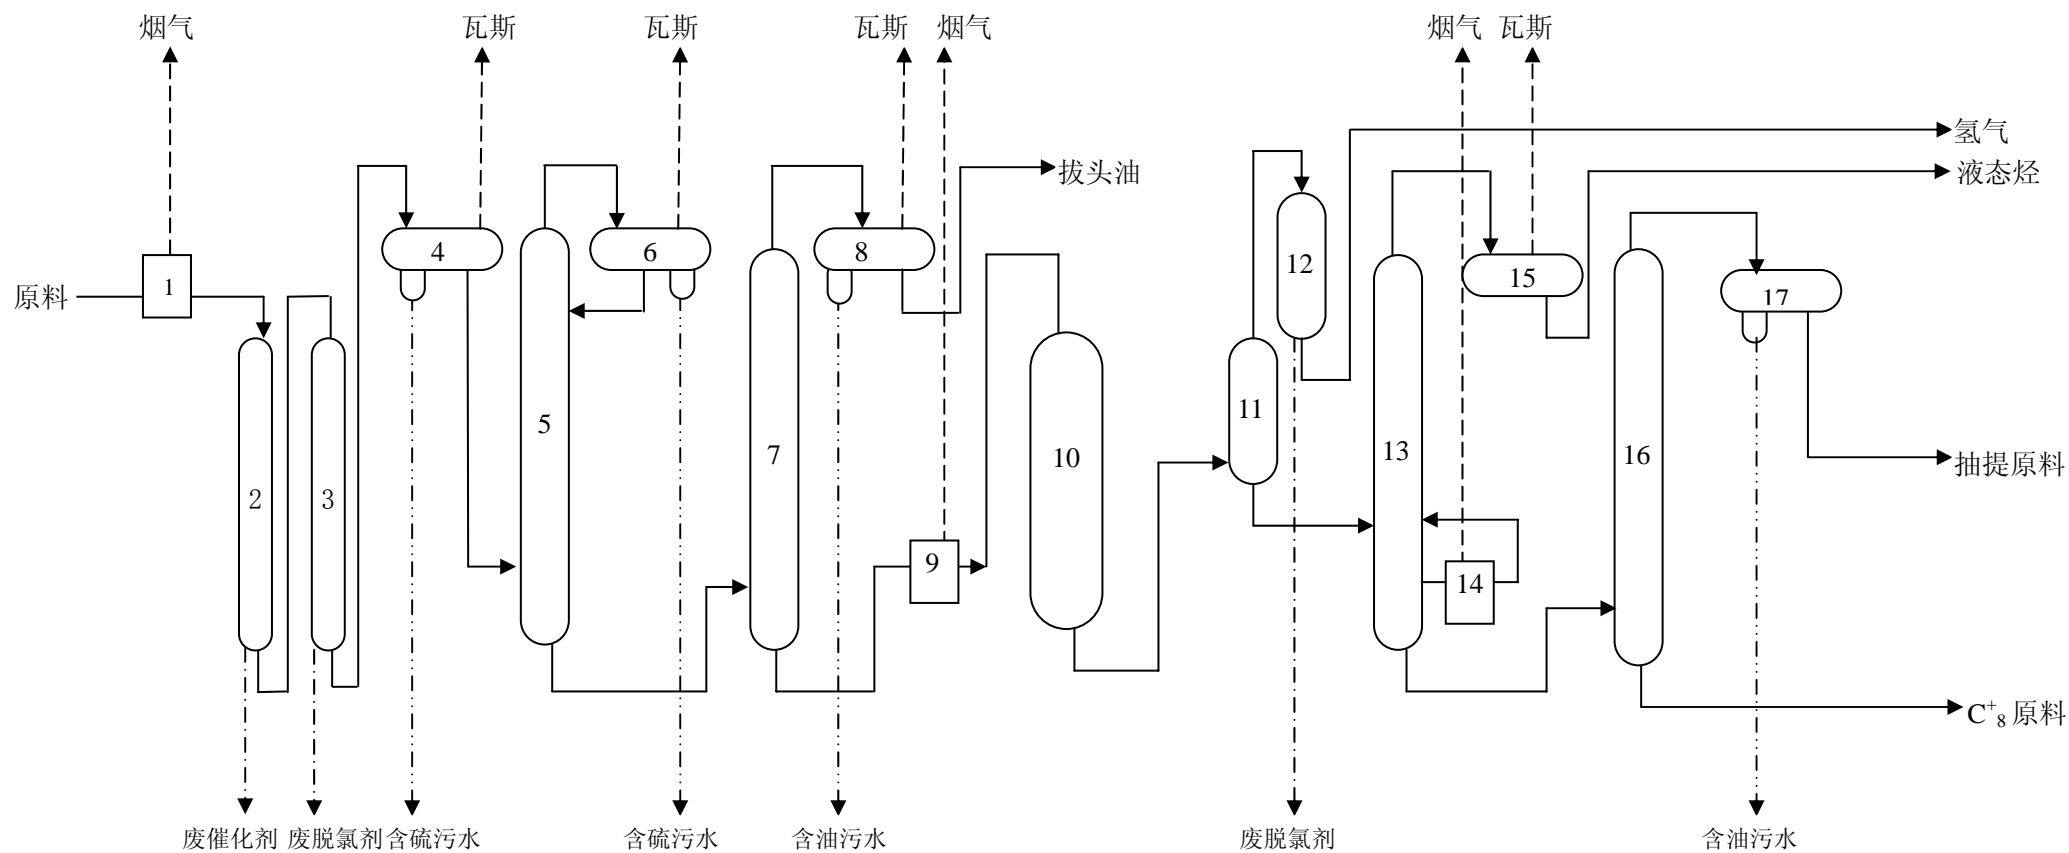 烟气
瓦斯
瓦斯
瓦斯
烟气
烟气
瓦斯
氢气
拔头油
液态烃
4
6
8
12
15
17
原料
1
11
5
7
10
13
16
抽提原料
2
3
9
14
C⁺₈原料
废催化剂
废脱氯剂
含硫污水
含硫污水
含油污水
废脱氯剂
含油污水